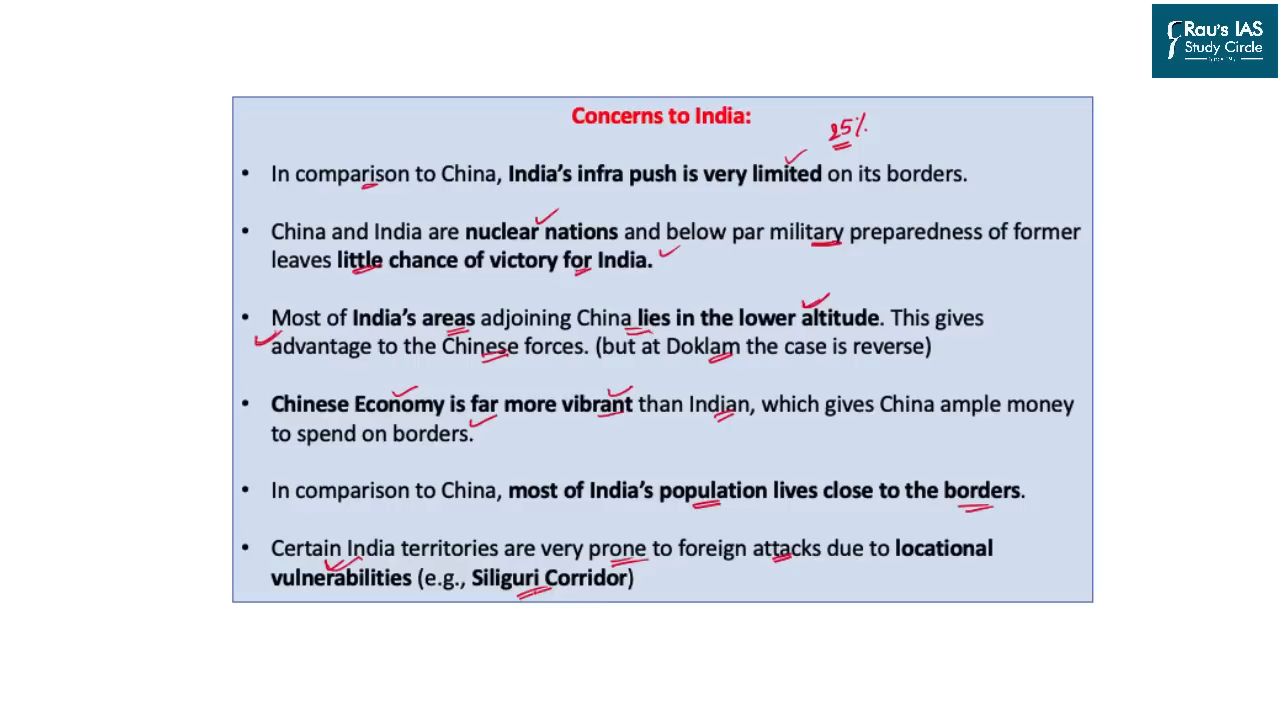 Rau's IAS
Study Circle
Concerns to India:
25%
• In comparison to China, India's infra push is very limited on its borders.
• China and India are nuclear nations and below par military preparedness of former
leaves little chance of victory for India.
• Most of India's areas adjoining China lies in the lower altitude. This gives
advantage to the Chinese forces. (but at Doklam the case is reverse)
• Chinese Economy is far more vibrant than Indian, which gives China ample money
to spend on borders.
• In comparison to China, most of India's population lives close to the borders.
• Certain India territories are very prone to foreign attacks due to locational
vulnerabilities (e.g., Siliguri Corridor)